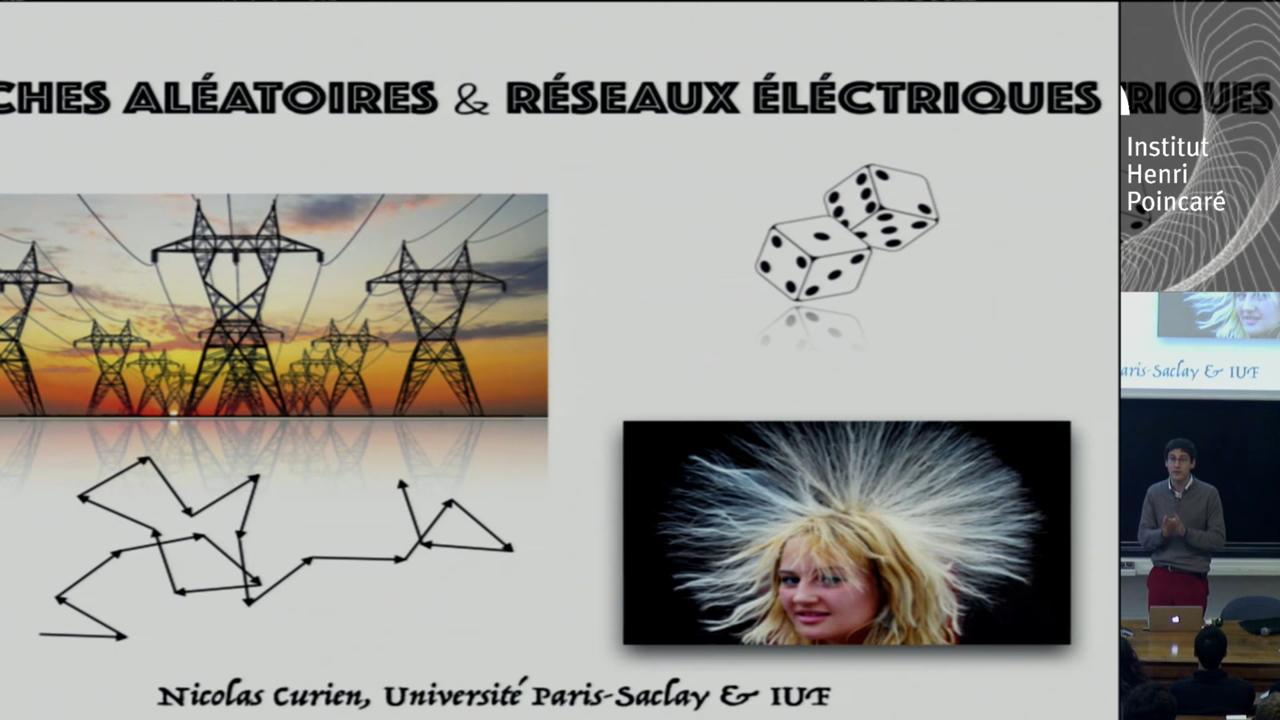 CHES ALÉATOIRES & RÉSEAUX ÉLÉCTRIQUES
RIQUES
Institut
Henri
Poincaré
aris-Saclay & IUF
Nicolas Curien, Université Paris-Saclay & IUF